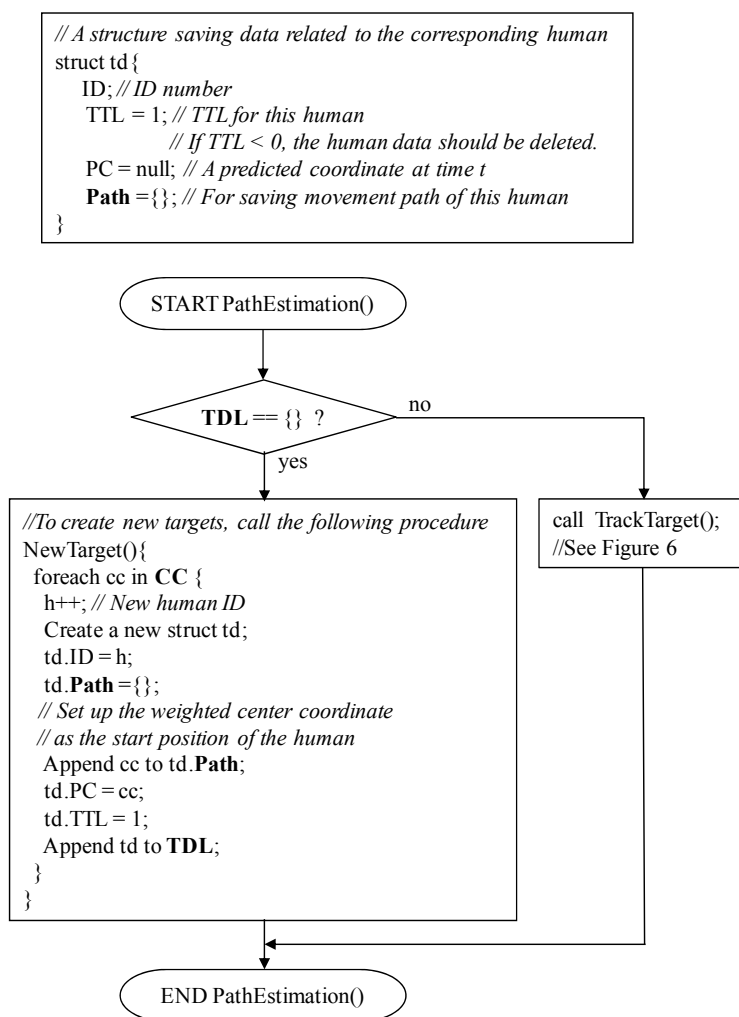 // A structure saving data related to the corresponding human
struct td{
ID; // ID number
TTL = 1; // TTL for this human
// If TTL < 0, the human data should be deleted.
PC = null; // A predicted coordinate at time t
Path ={}; // For saving movement path of this human
}
START PathEstimation()
TDL == {} ?
no
yes
//To create new targets, call the following procedure
NewTarget(){
foreach cc in CC {
h++; // New human ID
Create a new struct td;
td.ID = h;
td.Path ={};
// Set up the weighted center coordinate
// as the start position of the human
Append cc to td.Path;
td.PC = cc;
td.TTL = 1;
Append td to TDL;
}
}
call TrackTarget();
//See Figure 6
END PathEstimation()